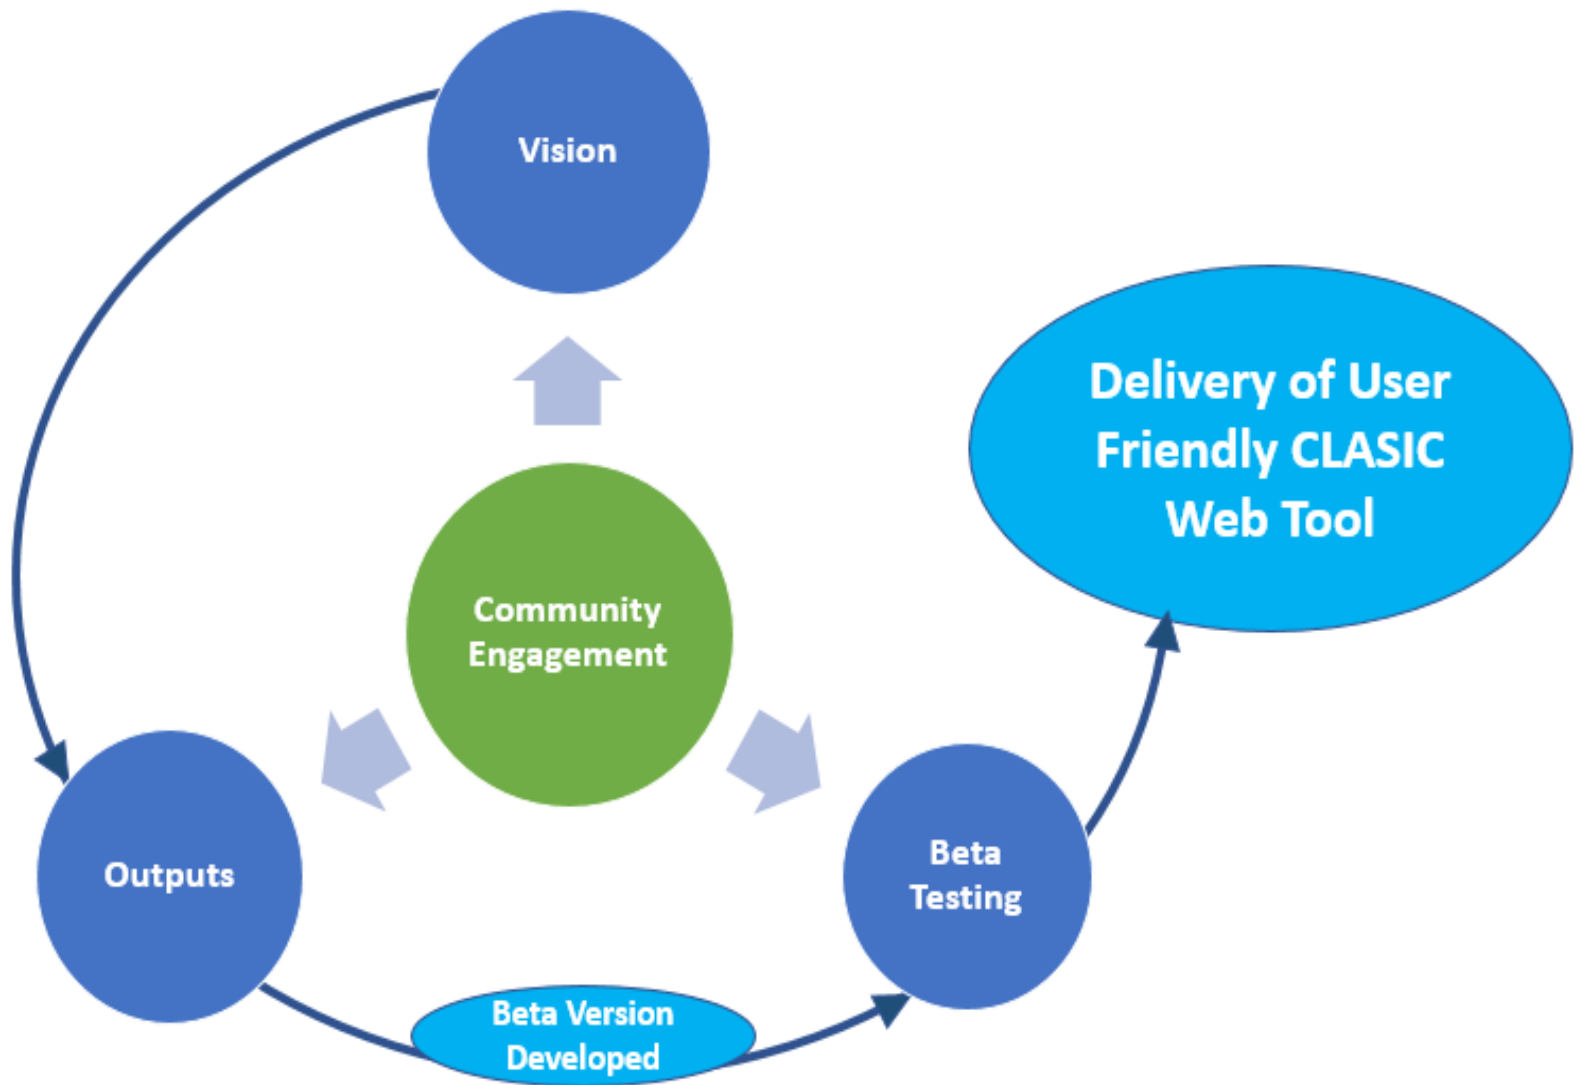 Vision
Delivery of User
Friendly CLASIC
Web Tool
Community
Engagement
Outputs
Beta
Testing
Beta Version
Developed